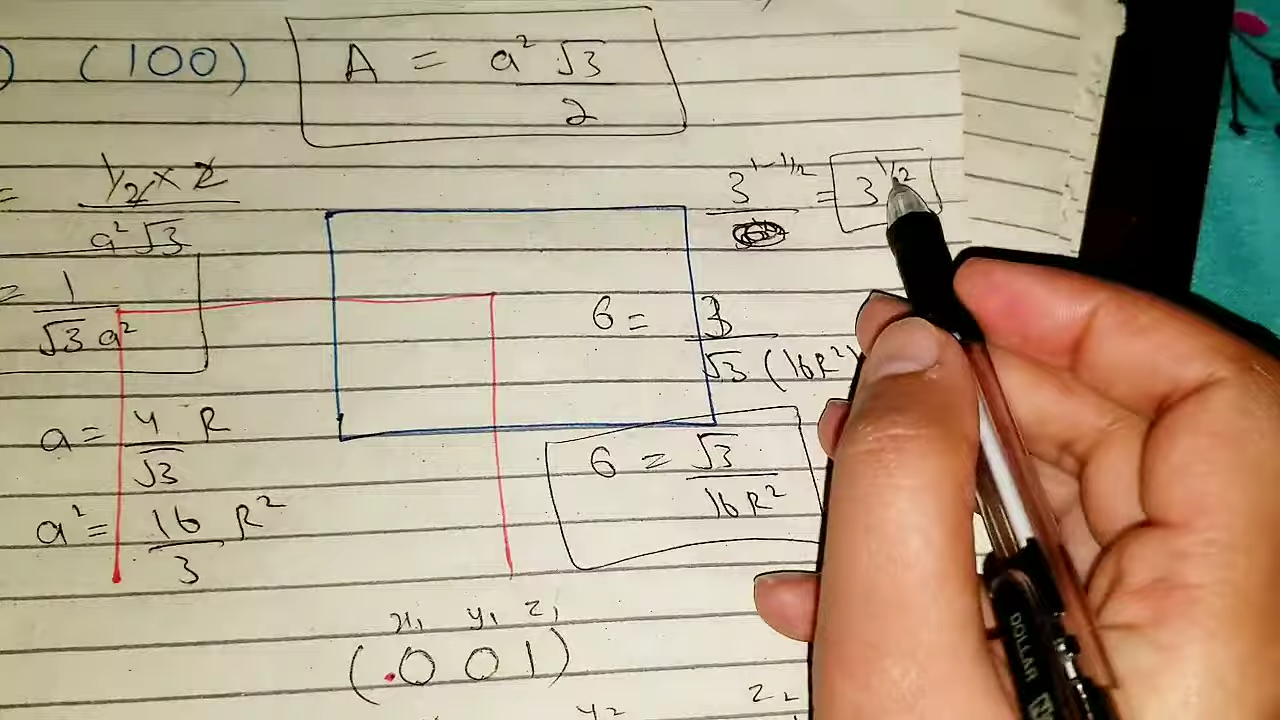 ) (100) A = a² √3 / 2
= 1/2 × 2 / a² √3
3^(1-1/2) = 3^(1/2)
= 1 / √3 a²
6 = 3 / √3 (16R²)
a = 4 / √3 R
6 = √3 / 16R²
a² = 16 / 3 R²
x₁ y₁ z₁
(.0 0 1)
y₂ z₂
DOLLAR